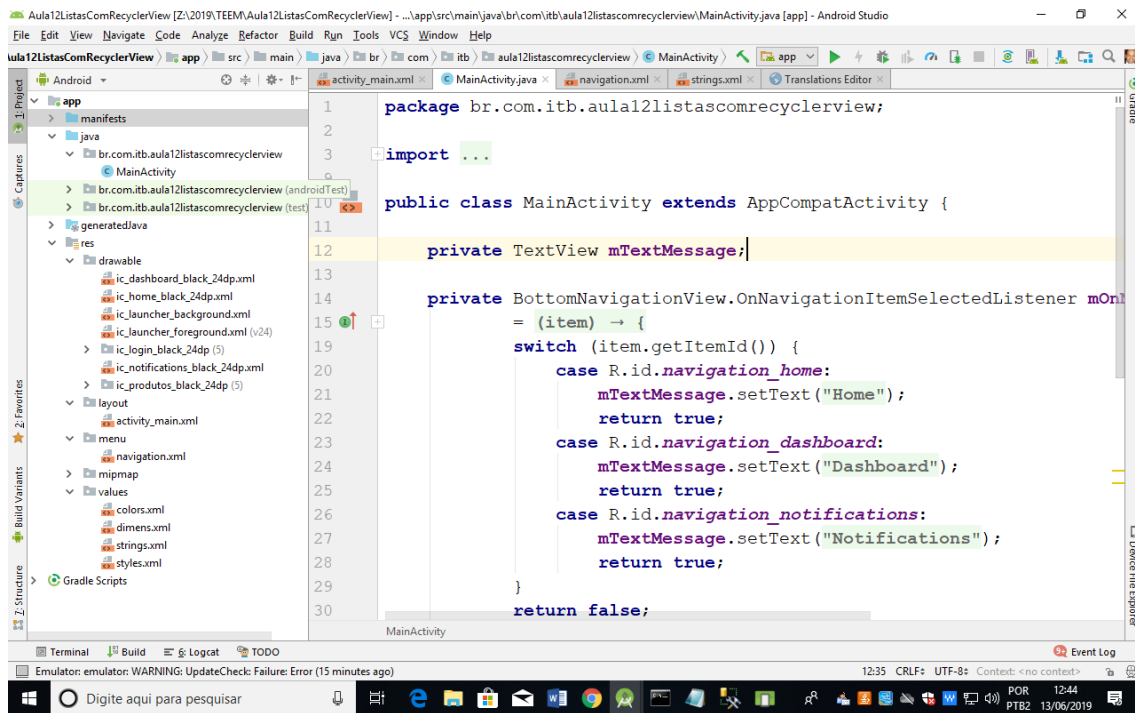 Aula12ListasComRecyclerView [Z:\2019\TEEM\Aula12ListasComRecyclerView] - ...\app\src\main\java\br\com\itb\aula12listascomrecyclerview\MainActivity.java [app] - Android Studio
File Edit View Navigate Code Analyze Refactor Build Run Tools VCS Window Help
Aula12ListasComRecyclerView app src main java br com itb aula12listascomrecyclerview MainActivity app
Android
activity_main.xml MainActivity.java navigation.xml strings.xml Translations Editor
1: Project
Captures
2: Favorites
Build Variants
7: Structure
app
manifests
java
br.com.itb.aula12listascomrecyclerview
MainActivity
br.com.itb.aula12listascomrecyclerview (androidTest)
br.com.itb.aula12listascomrecyclerview (test)
generatedJava
res
drawable
ic_dashboard_black_24dp.xml
ic_home_black_24dp.xml
ic_launcher_background.xml
ic_launcher_foreground.xml (v24)
ic_login_black_24dp (5)
ic_notifications_black_24dp.xml
ic_produtos_black_24dp (5)
layout
activity_main.xml
menu
navigation.xml
mipmap
values
colors.xml
dimens.xml
strings.xml
styles.xml
Gradle Scripts
1 package br.com.itb.aula12listascomrecyclerview;
2
3 import ...
9
10 public class MainActivity extends AppCompatActivity {
11
12 private TextView mTextMessage;
13
14 private BottomNavigationView.OnNavigationItemSelectedListener mOn
15 = (item) → {
19 switch (item.getItemId()) {
20 case R.id.navigation_home:
21 mTextMessage.setText("Home");
22 return true;
23 case R.id.navigation_dashboard:
24 mTextMessage.setText("Dashboard");
25 return true;
26 case R.id.navigation_notifications:
27 mTextMessage.setText("Notifications");
28 return true;
29 }
30 return false;
MainActivity
Gradle
Device File Explorer
Terminal Build 6: Logcat TODO Event Log
Emulator: emulator: WARNING: UpdateCheck: Failure: Error (15 minutes ago) 12:35 CRLF UTF-8 Context: <no context>
Digite aqui para pesquisar
POR 12:44
PTB2 13/06/2019